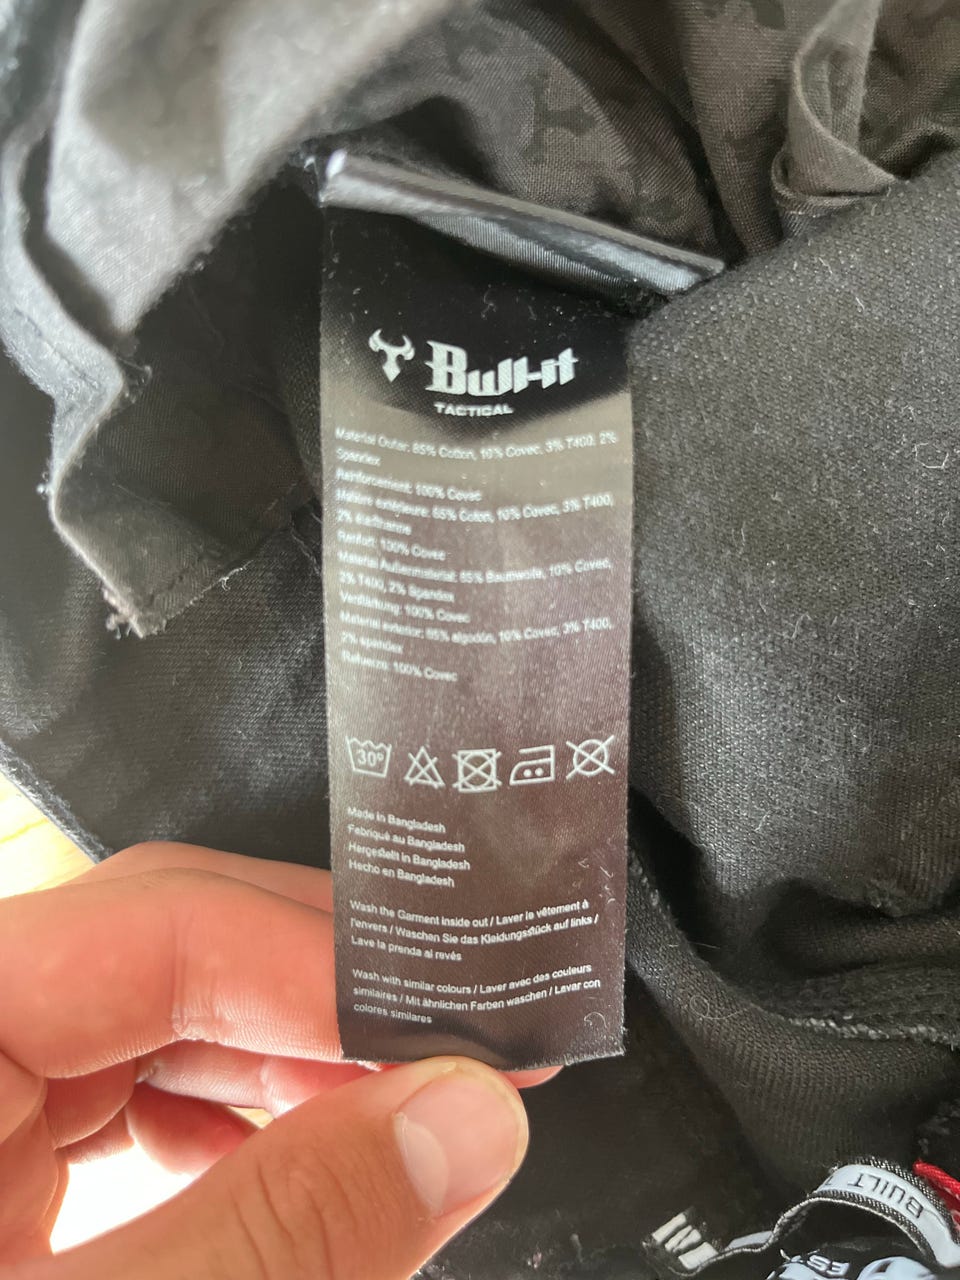 Bull-it
TACTICAL
Material Outer: 85% Cotton, 10% Covec, 3% T400, 2%
Spandex
Reinforcement: 100% Covec
Matière extérieure: 85% Coton, 10% Covec, 3% T400,
2% élasthanne
Renfort: 100% Covec
Material Außenmaterial: 85% Baumwolle, 10% Covec,
2% T400, 2% Spandex
Verstärkung: 100% Covec
Material exterior: 85% algodón, 10% Covec, 3% T400,
2% spandex
Refuerzo: 100% Covec
30°
Made in Bangladesh
Fabriqué au Bangladesh
Hergestellt in Bangladesh
Hecho en Bangladesh
Wash the Garment inside out / Laver le vêtement à
l'envers / Waschen Sie das Kleidungsstück auf links /
Lave la prenda al revés
Wash with similar colours / Laver avec des couleurs
similaires / Mit ähnlichen Farben waschen / Lavar con
colores similares
BUILT
EST